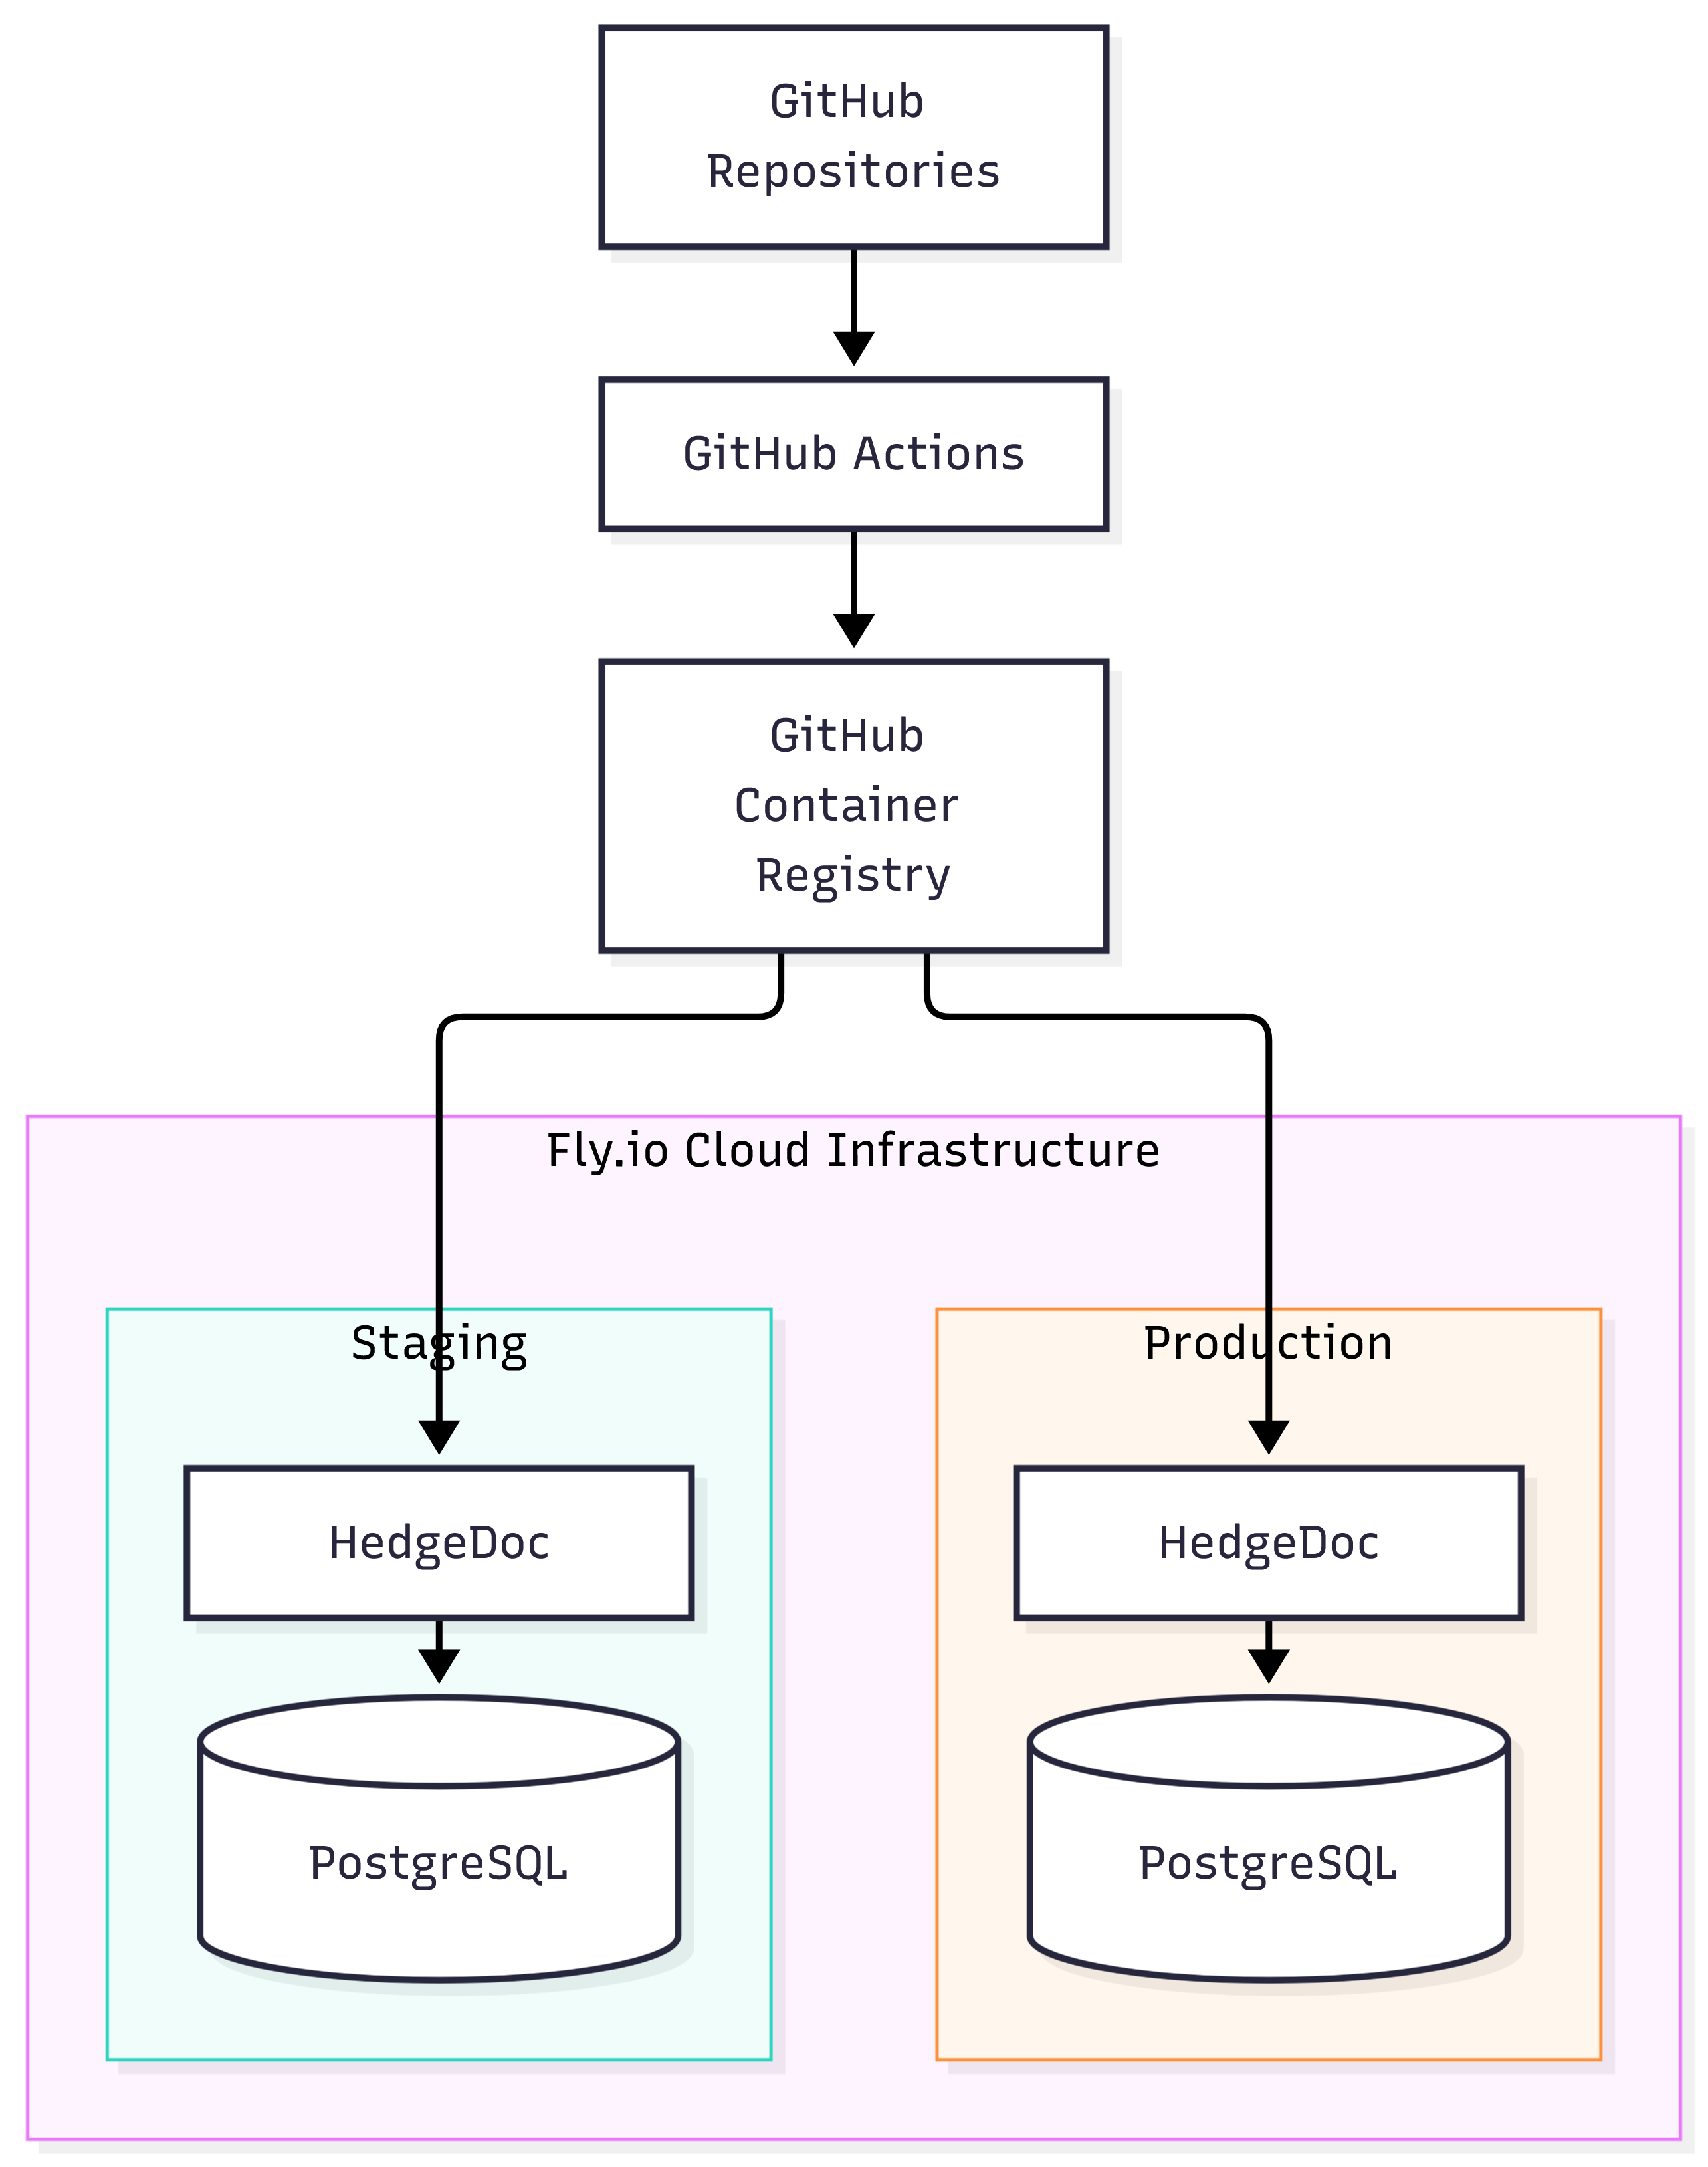 GitHub
Repositories
GitHub Actions
GitHub
Container
Registry
Fly.io Cloud Infrastructure
Staging
Production
HedgeDoc
HedgeDoc
PostgreSQL
PostgreSQL